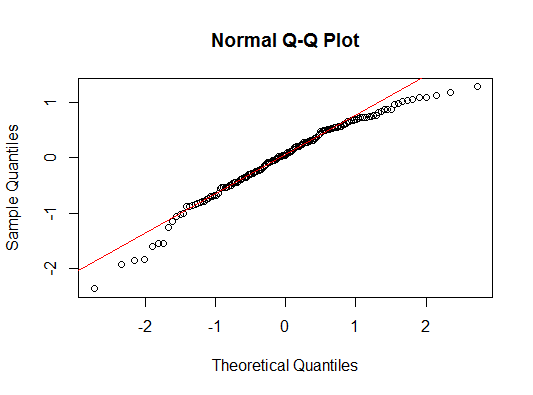 Normal Q-Q Plot
Sample Quantiles
1
0
-1
-2
-2 -1 0 1 2
Theoretical Quantiles